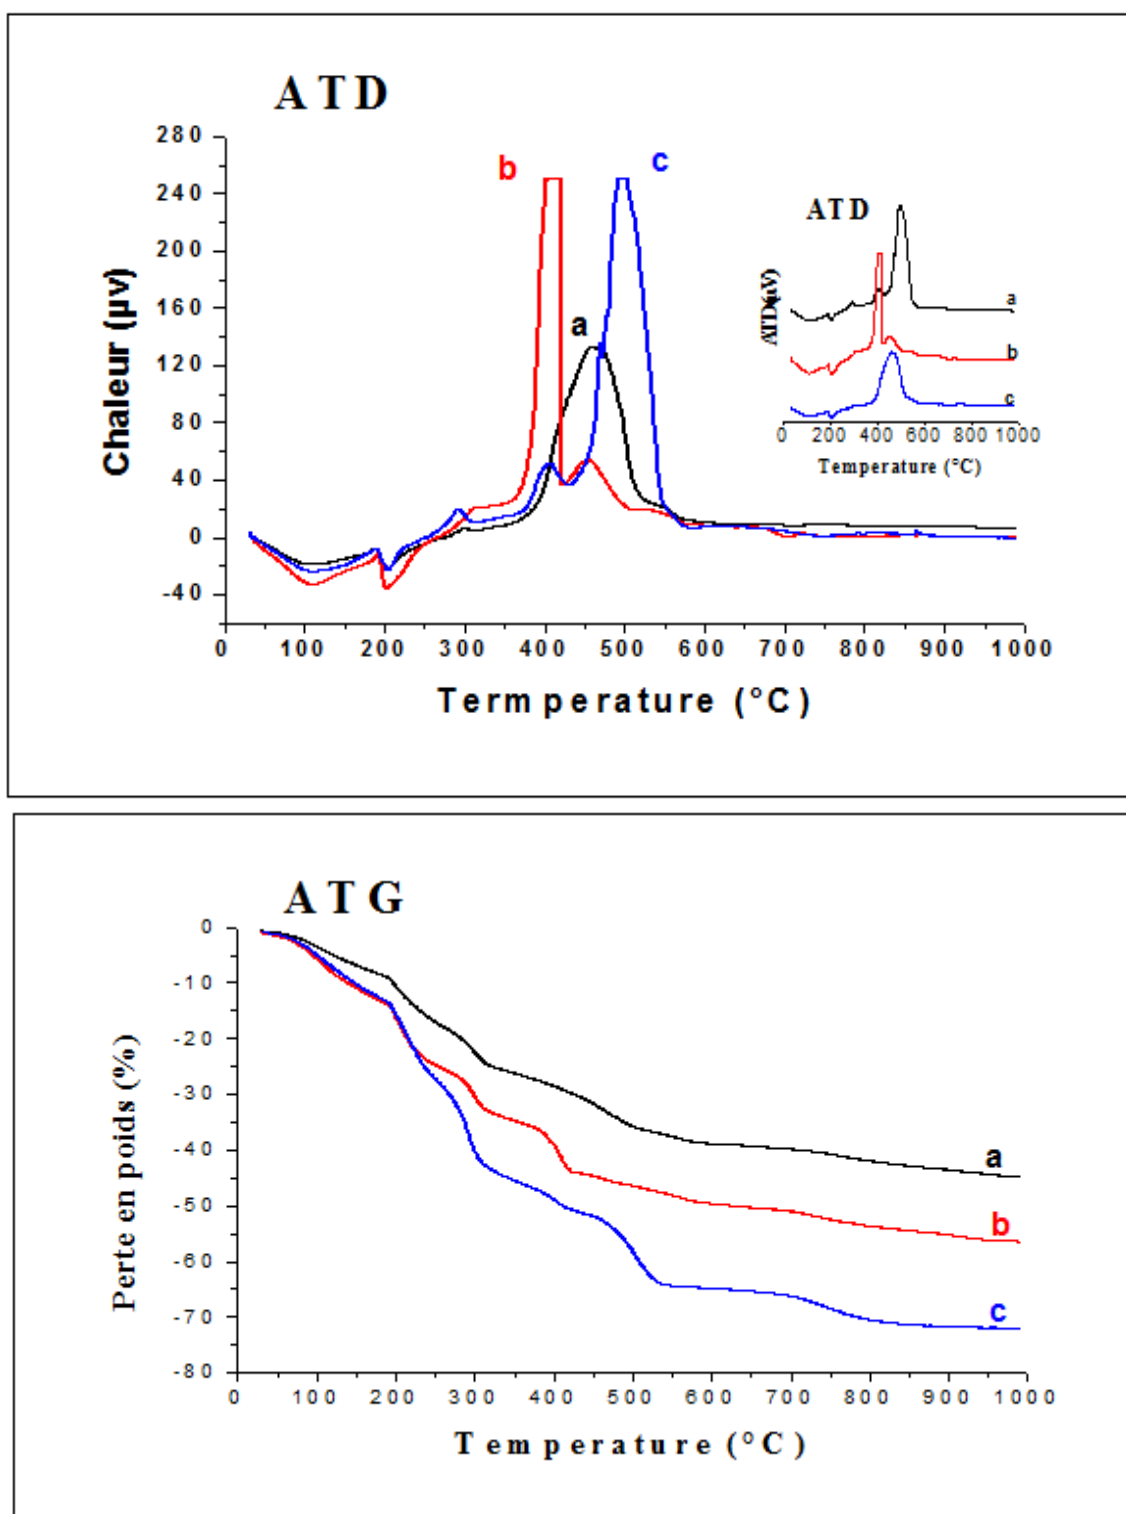 A T D
280
240
200
160
120
80
40
0
-40
Chaleur (µv)
b
c
a
0 100 200 300 400 500 600 700 800 900 1000
Termperature (°C)
ATD
ATD(µV)
a
b
c
0 200 400 600 800 1000
Temperature (°C)
A T G
0
-10
-20
-30
-40
-50
-60
-70
-80
Perte en poids (%)
a
b
c
0 100 200 300 400 500 600 700 800 900 1000
Temperature (°C)